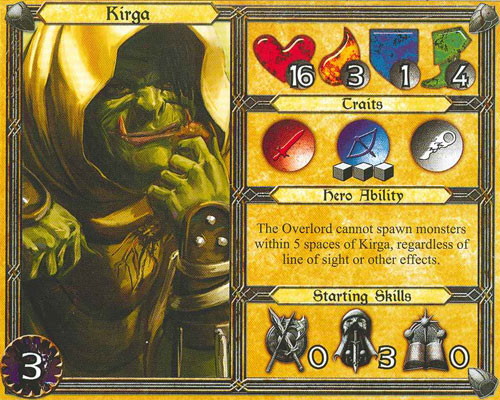 Kirga
16 3 1 4
Traits
Hero Ability
The Overlord cannot spawn monsters
within 5 spaces of Kirga, regardless of
line of sight or other effects.
Starting Skills
0 3 0
3